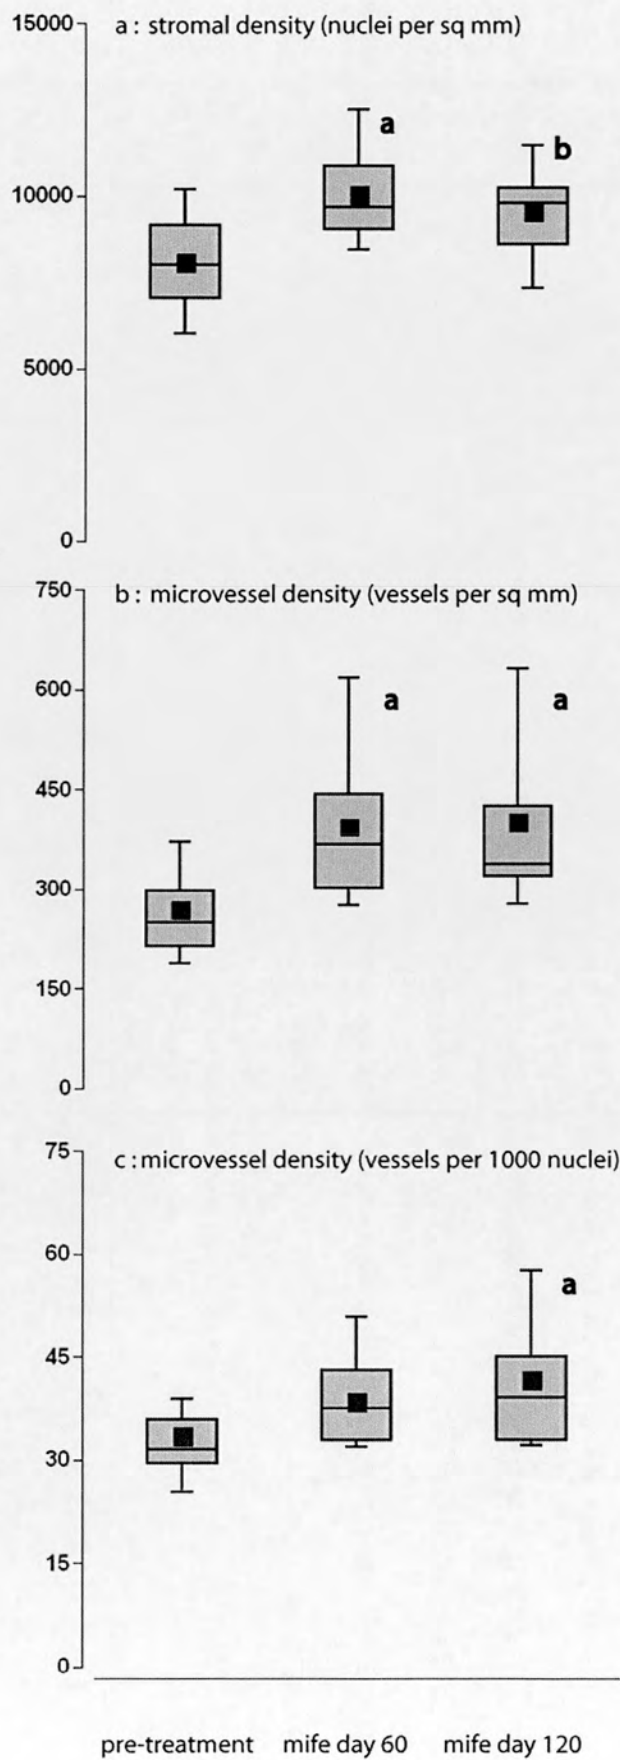 a : stromal density (nuclei per sq mm)
15000
10000
5000
0
a
b
b : microvessel density (vessels per sq mm)
750
600
450
300
150
0
a
a
c : microvessel density (vessels per 1000 nuclei)
75
60
45
30
15
0
a
pre-treatment mife day 60 mife day 120